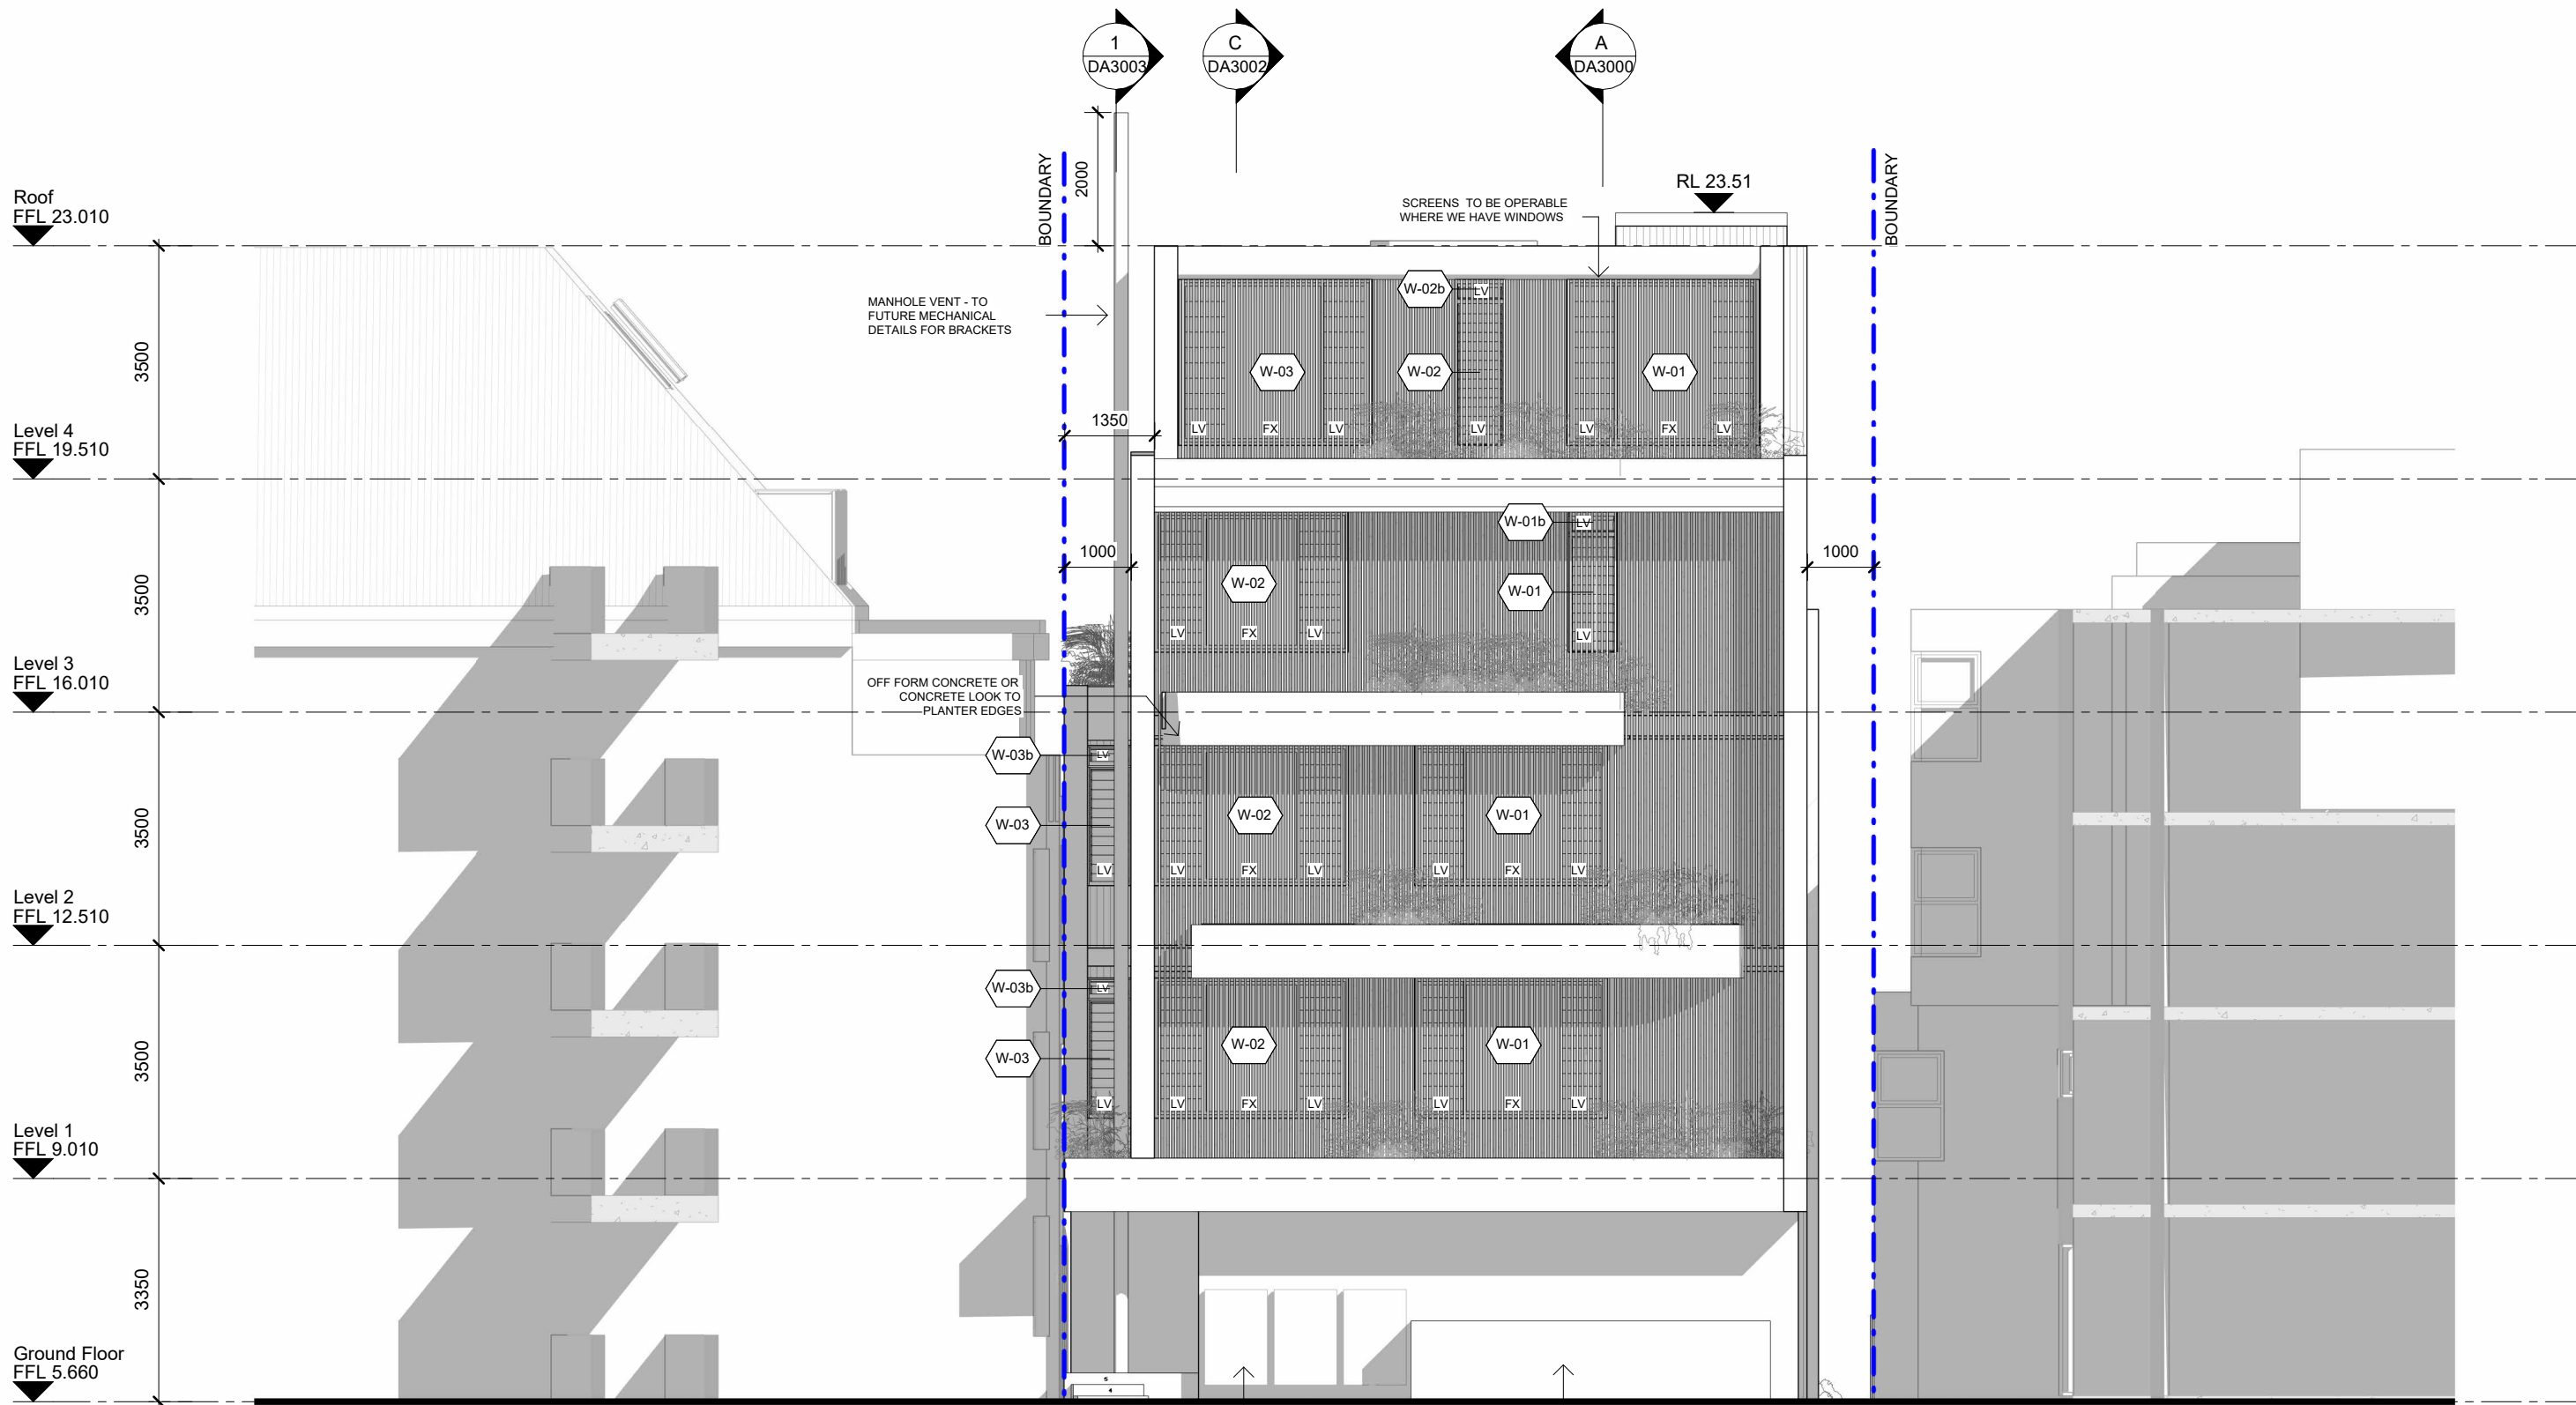 1
DA3003
C
DA3002
A
DA3000
BOUNDARY
2000
BOUNDARY
RL 23.51
SCREENS TO BE OPERABLE
WHERE WE HAVE WINDOWS
Roof
FFL 23.010
MANHOLE VENT - TO
FUTURE MECHANICAL
DETAILS FOR BRACKETS
W-02b
LV
3500
W-03
W-02
W-01
1350
LV
FX
LV
LV
LV
FX
LV
Level 4
FFL 19.510
W-01b
LV
1000
1000
3500
W-02
W-01
LV
FX
LV
LV
Level 3
FFL 16.010
OFF FORM CONCRETE OR
CONCRETE LOOK TO
PLANTER EDGES
W-03b
LV
3500
W-03
W-02
W-01
LV
LV
FX
LV
LV
FX
LV
Level 2
FFL 12.510
W-03b
LV
3500
W-03
W-02
W-01
LV
LV
FX
LV
LV
FX
LV
Level 1
FFL 9.010
3350
Ground Floor
FFL 5.660
5
4